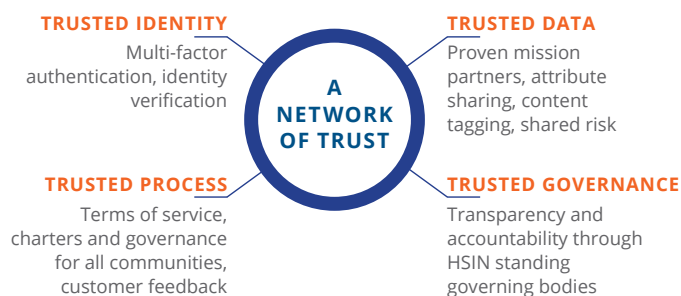 TRUSTED IDENTITY
Multi-factor
authentication, identity
verification
TRUSTED DATA
Proven mission
partners, attribute
sharing, content
tagging, shared risk
A
NETWORK
OF TRUST
TRUSTED PROCESS
Terms of service,
charters and governance
for all communities,
customer feedback
TRUSTED GOVERNANCE
Transparency and
accountability through
HSIN standing
governing bodies